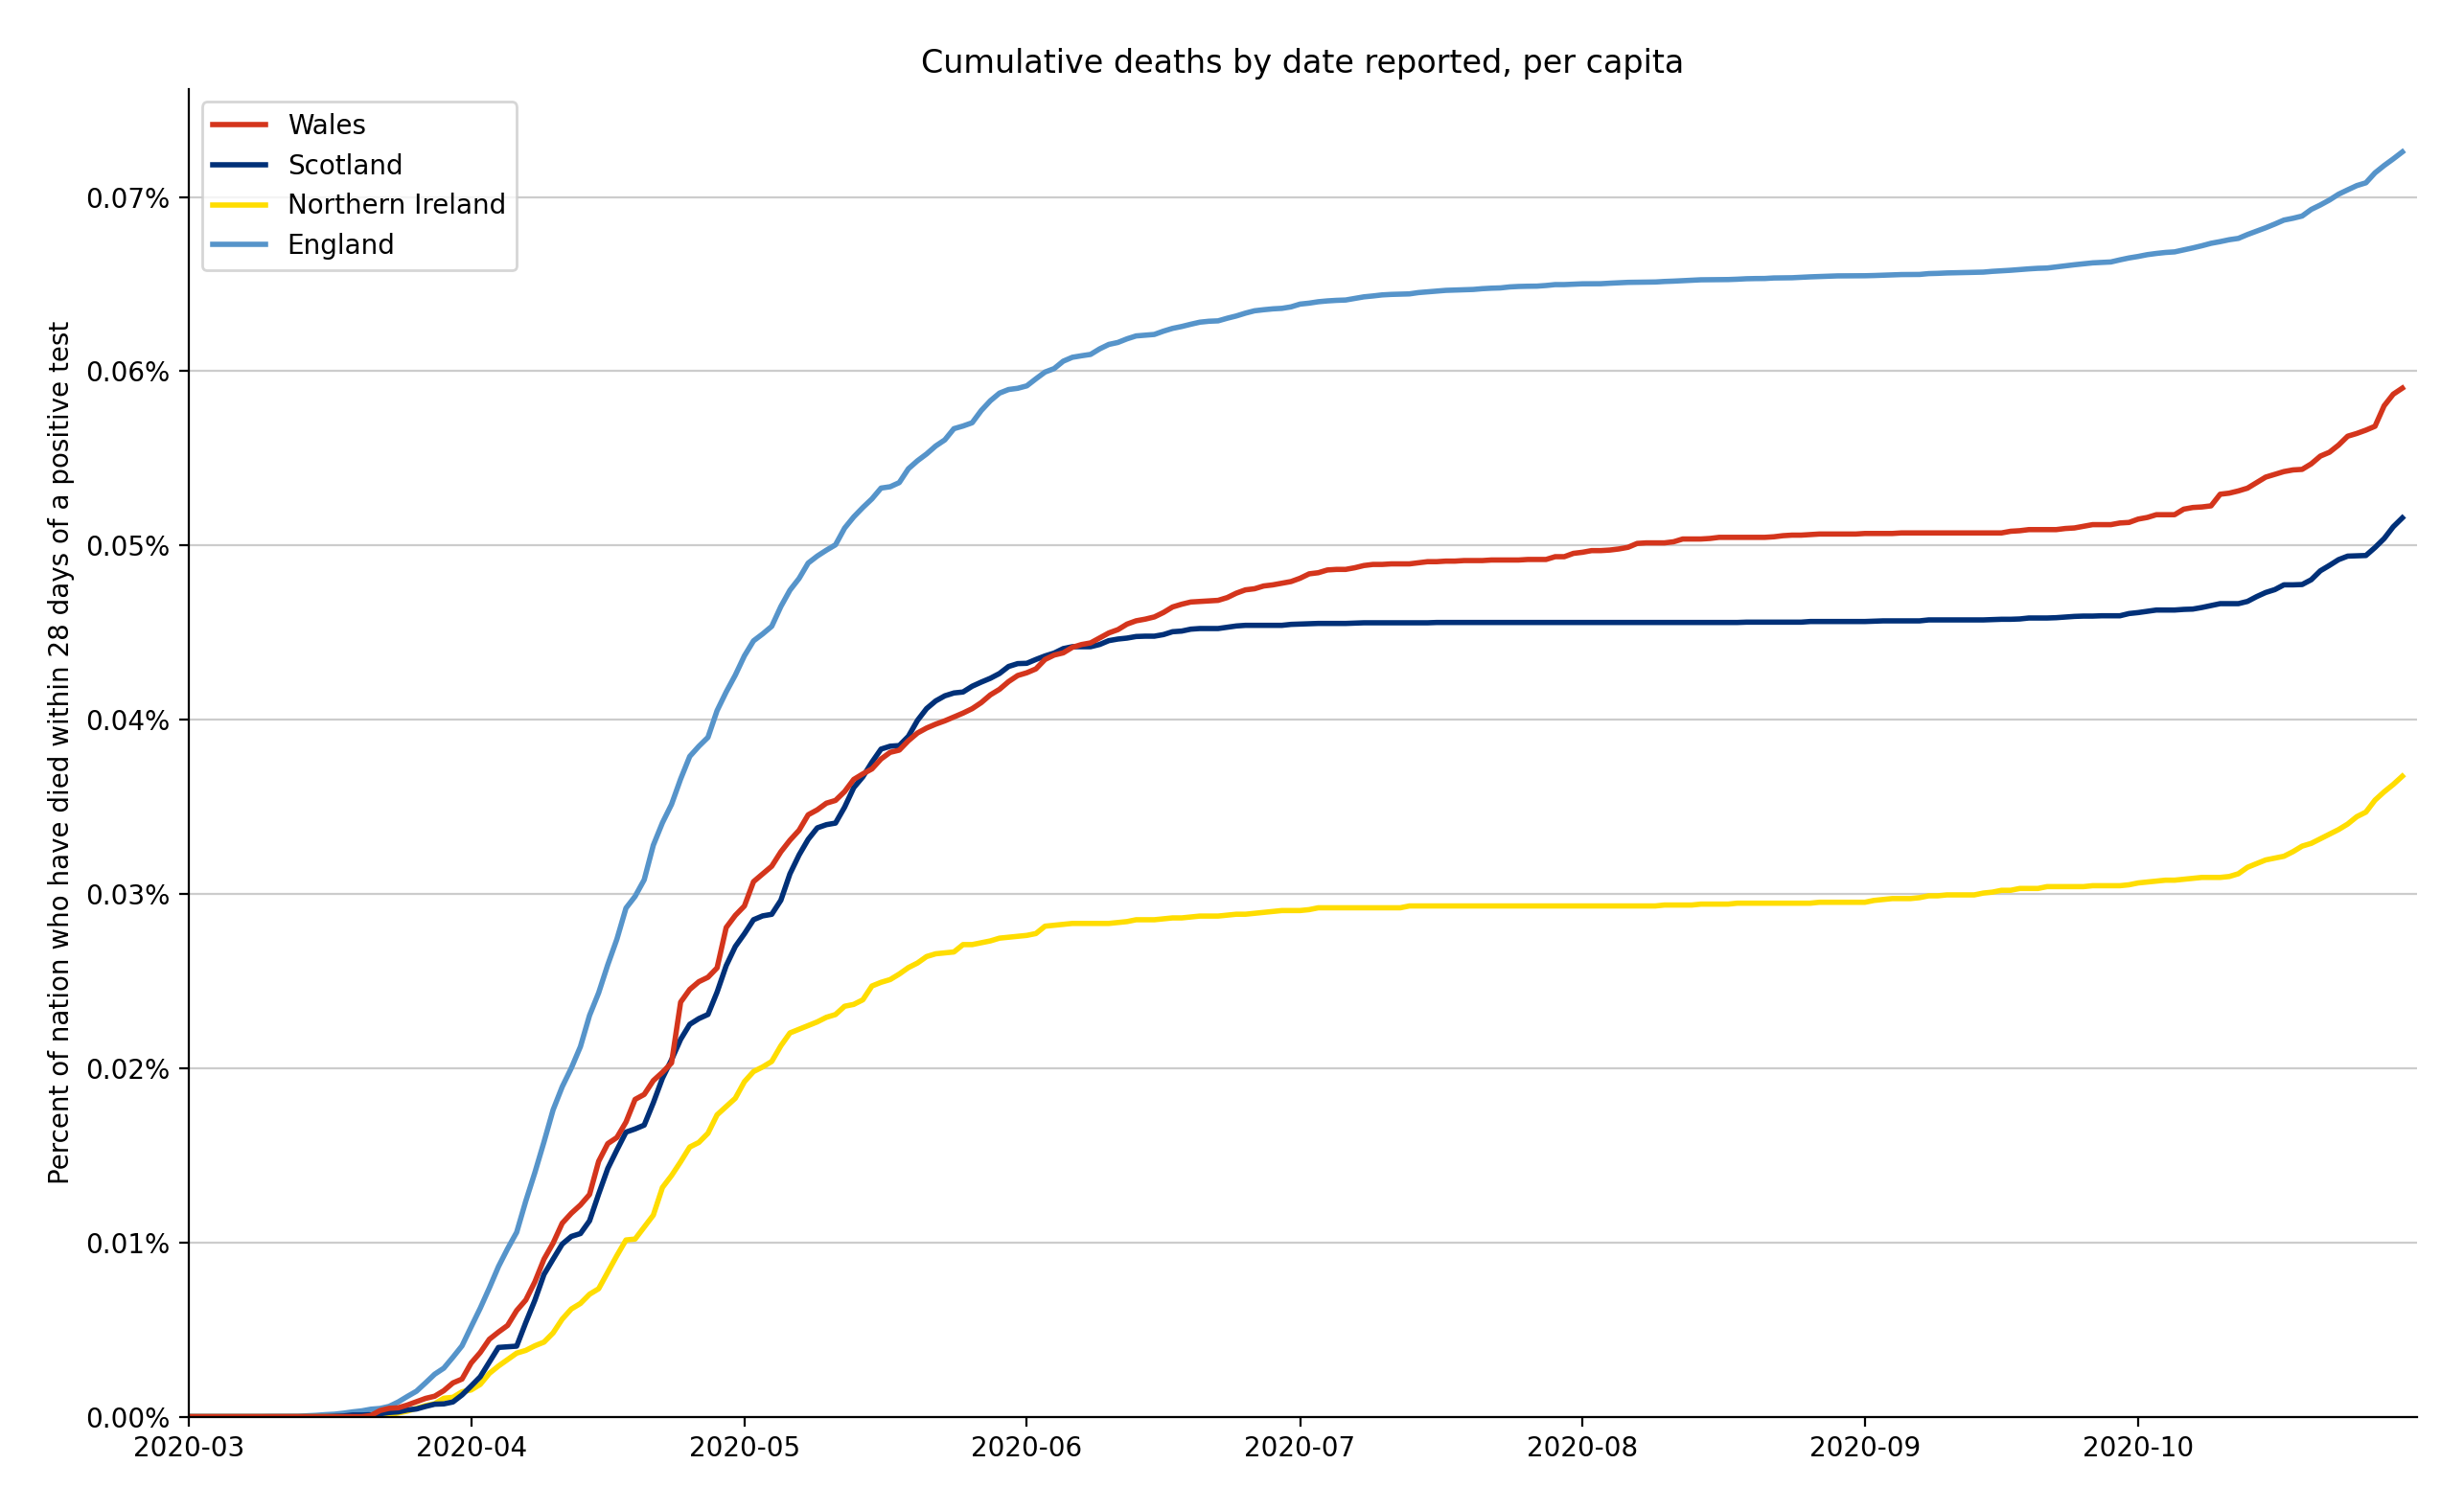 Cumulative deaths by date reported, per capita
Wales
Scotland
Northern Ireland
England
Percent of nation who have died within 28 days of a positive test
0.07%
0.06%
0.05%
0.04%
0.03%
0.02%
0.01%
0.00%
2020-03 2020-04 2020-05 2020-06 2020-07 2020-08 2020-09 2020-10